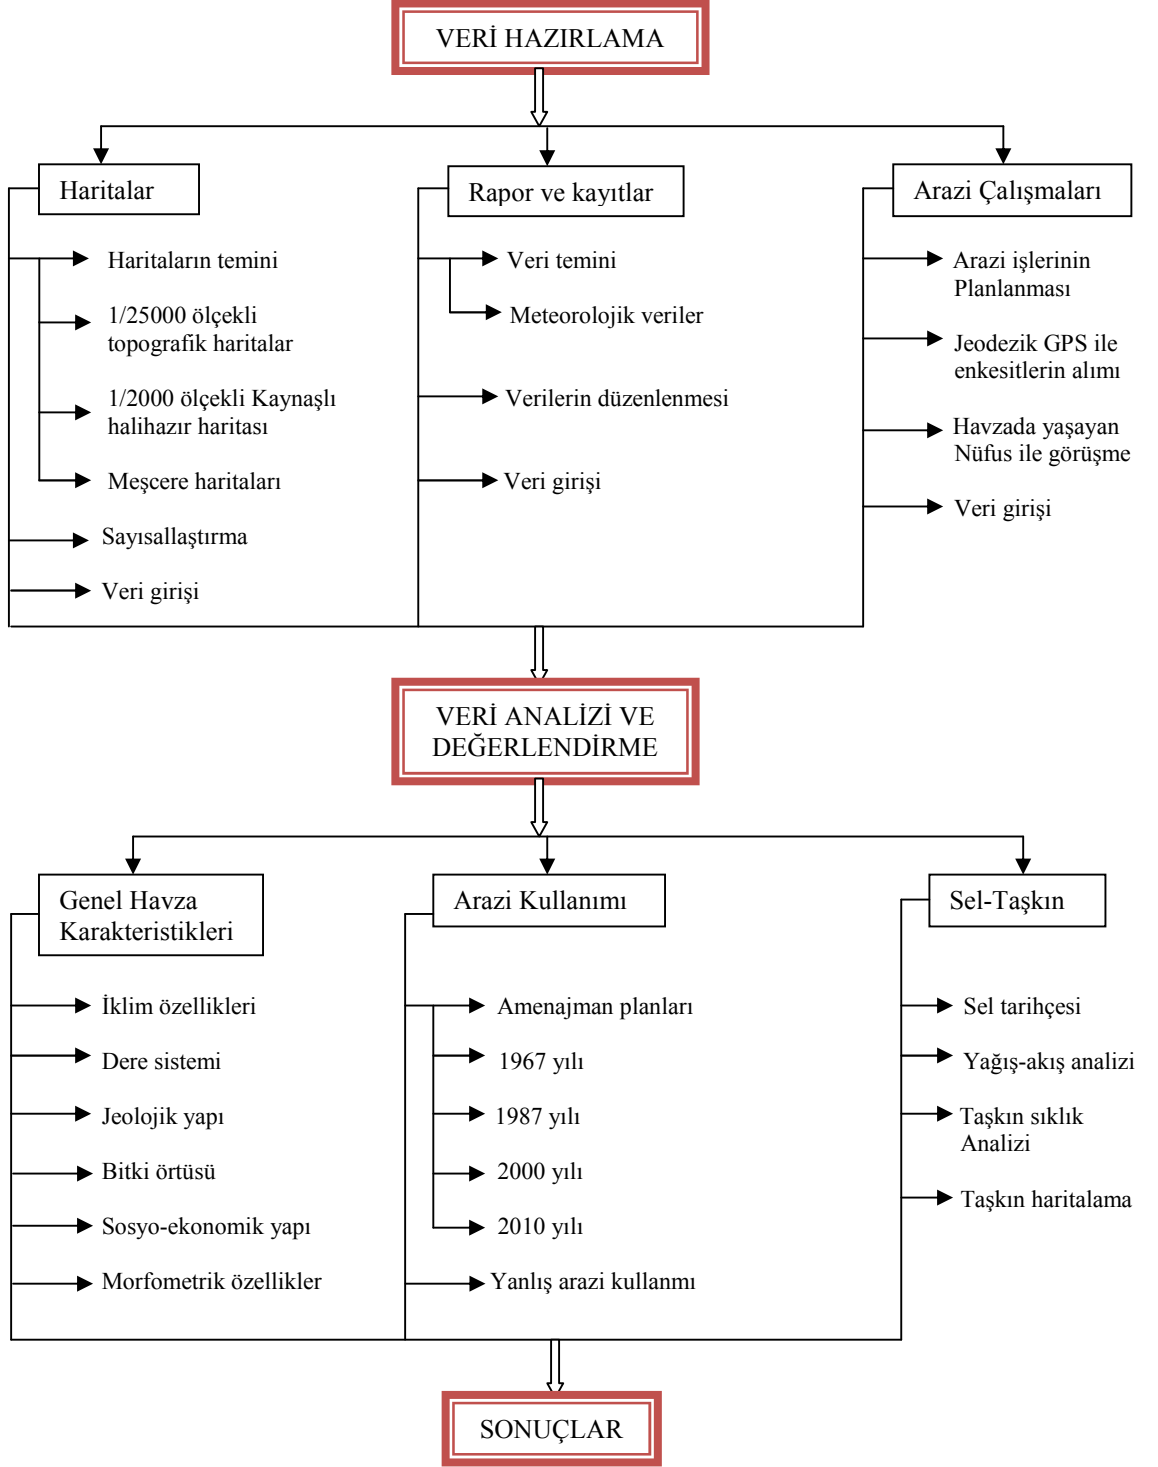 VERİ HAZIRLAMA
Haritalar
Haritaların temini
1/25000 ölçekli
topografik haritalar
1/2000 ölçekli Kaynaşlı
halihazır haritası
Meşcere haritaları
Sayısallaştırma
Veri girişi
Rapor ve kayıtlar
Veri temini
Meteorolojik veriler
Verilerin düzenlenmesi
Veri girişi
Arazi Çalışmaları
Arazi işlerinin
Planlanması
Jeodezik GPS ile
enkesitlerin alımı
Havzada yaşayan
Nüfus ile görüşme
Veri girişi
VERİ ANALİZİ VE
DEĞERLENDİRME
Genel Havza
Karakteristikleri
İklim özellikleri
Dere sistemi
Jeolojik yapı
Bitki örtüsü
Sosyo-ekonomik yapı
Morfometrik özellikler
Arazi Kullanımı
Amenajman planları
1967 yılı
1987 yılı
2000 yılı
2010 yılı
Yanlış arazi kullanmı
Sel-Taşkın
Sel tarihçesi
Yağış-akış analizi
Taşkın sıklık
Analizi
Taşkın haritalama
SONUÇLAR